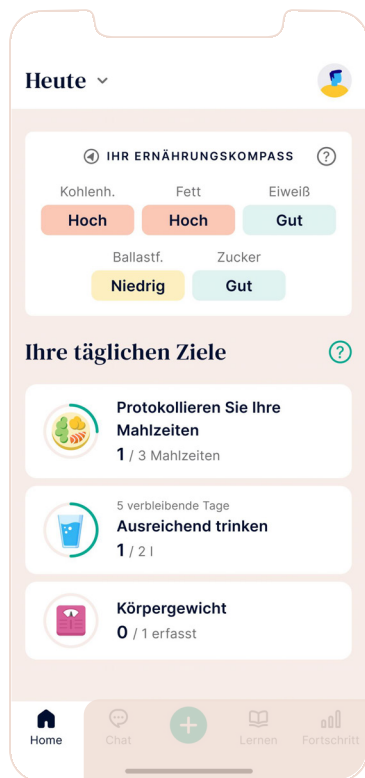 Heute
IHR ERNÄHRUNGSKOMPASS ?
Kohlenh. Fett Eiweiß
Hoch Hoch Gut
Ballastf. Zucker
Niedrig Gut
Ihre täglichen Ziele ?
Protokollieren Sie Ihre
Mahlzeiten
1 / 3 Mahlzeiten
5 verbleibende Tage
Ausreichend trinken
1 / 2 l
Körpergewicht
0 / 1 erfasst
Home Chat Lernen Fortschritt